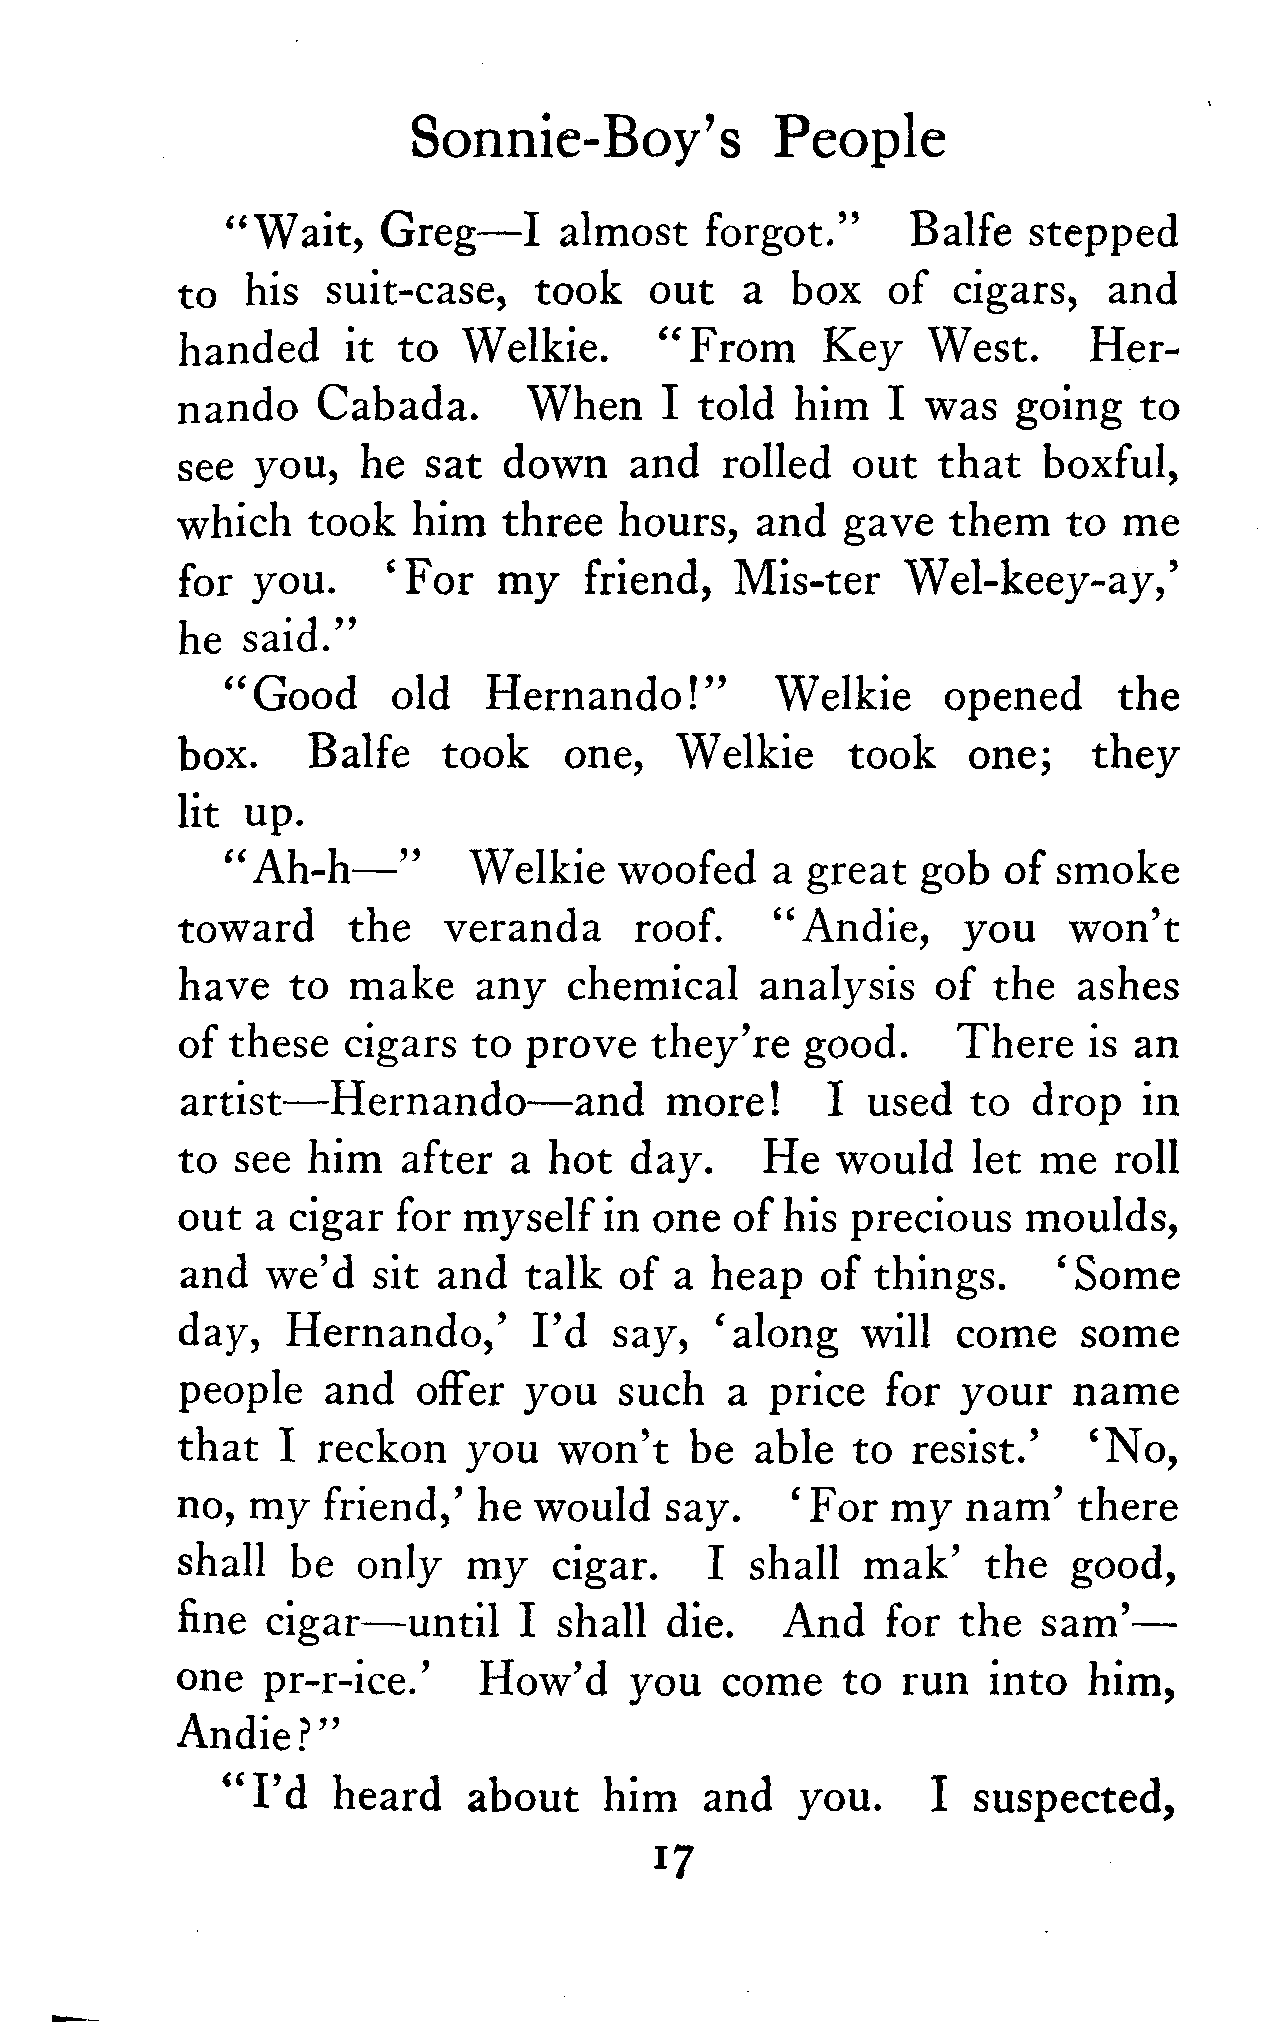 Sonnie-Boy's People
"Wait, Greg—I almost forgot." Balfe stepped
to his suit-case, took out a box of cigars, and
handed it to Welkie. "From Key West. Her-
nando Cabada. When I told him I was going to
see you, he sat down and rolled out that boxful,
which took him three hours, and gave them to me
for you. 'For my friend, Mis-ter Wel-keey-ay,'
he said."
"Good old Hernando!" Welkie opened the
box. Balfe took one, Welkie took one; they
lit up.
"Ah-h—" Welkie woofed a great gob of smoke
toward the veranda roof. "Andie, you won't
have to make any chemical analysis of the ashes
of these cigars to prove they're good. There is an
artist—Hernando—and more! I used to drop in
to see him after a hot day. He would let me roll
out a cigar for myself in one of his precious moulds,
and we'd sit and talk of a heap of things. 'Some
day, Hernando,' I'd say, 'along will come some
people and offer you such a price for your name
that I reckon you won't be able to resist.' 'No,
no, my friend,' he would say. 'For my nam' there
shall be only my cigar. I shall mak' the good,
fine cigar—until I shall die. And for the sam'—
one pr-r-ice.' How'd you come to run into him,
Andie?"
"I'd heard about him and you. I suspected,
17